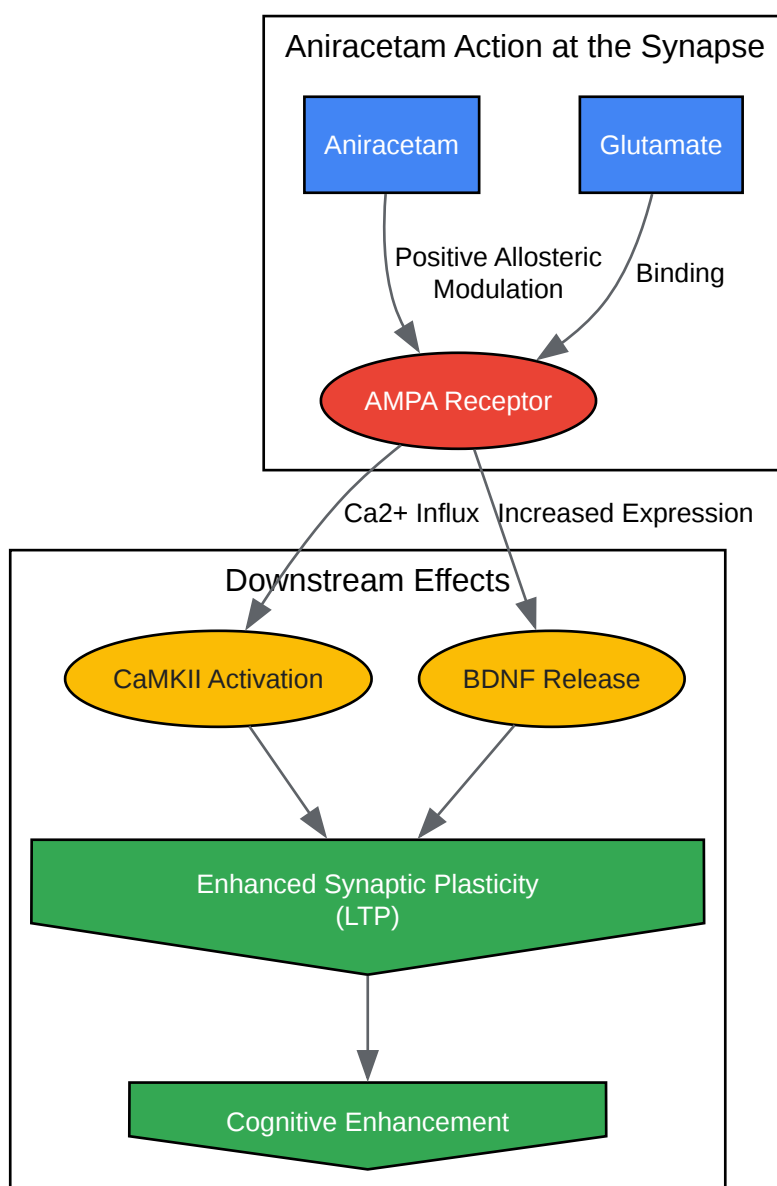 Aniracetam Action at the Synapse
Aniracetam
Glutamate
Positive Allosteric
Modulation
Binding
AMPA Receptor
Ca2+ Influx
Increased Expression
Downstream Effects
CaMKII Activation
BDNF Release
Enhanced Synaptic Plasticity
(LTP)
Cognitive Enhancement